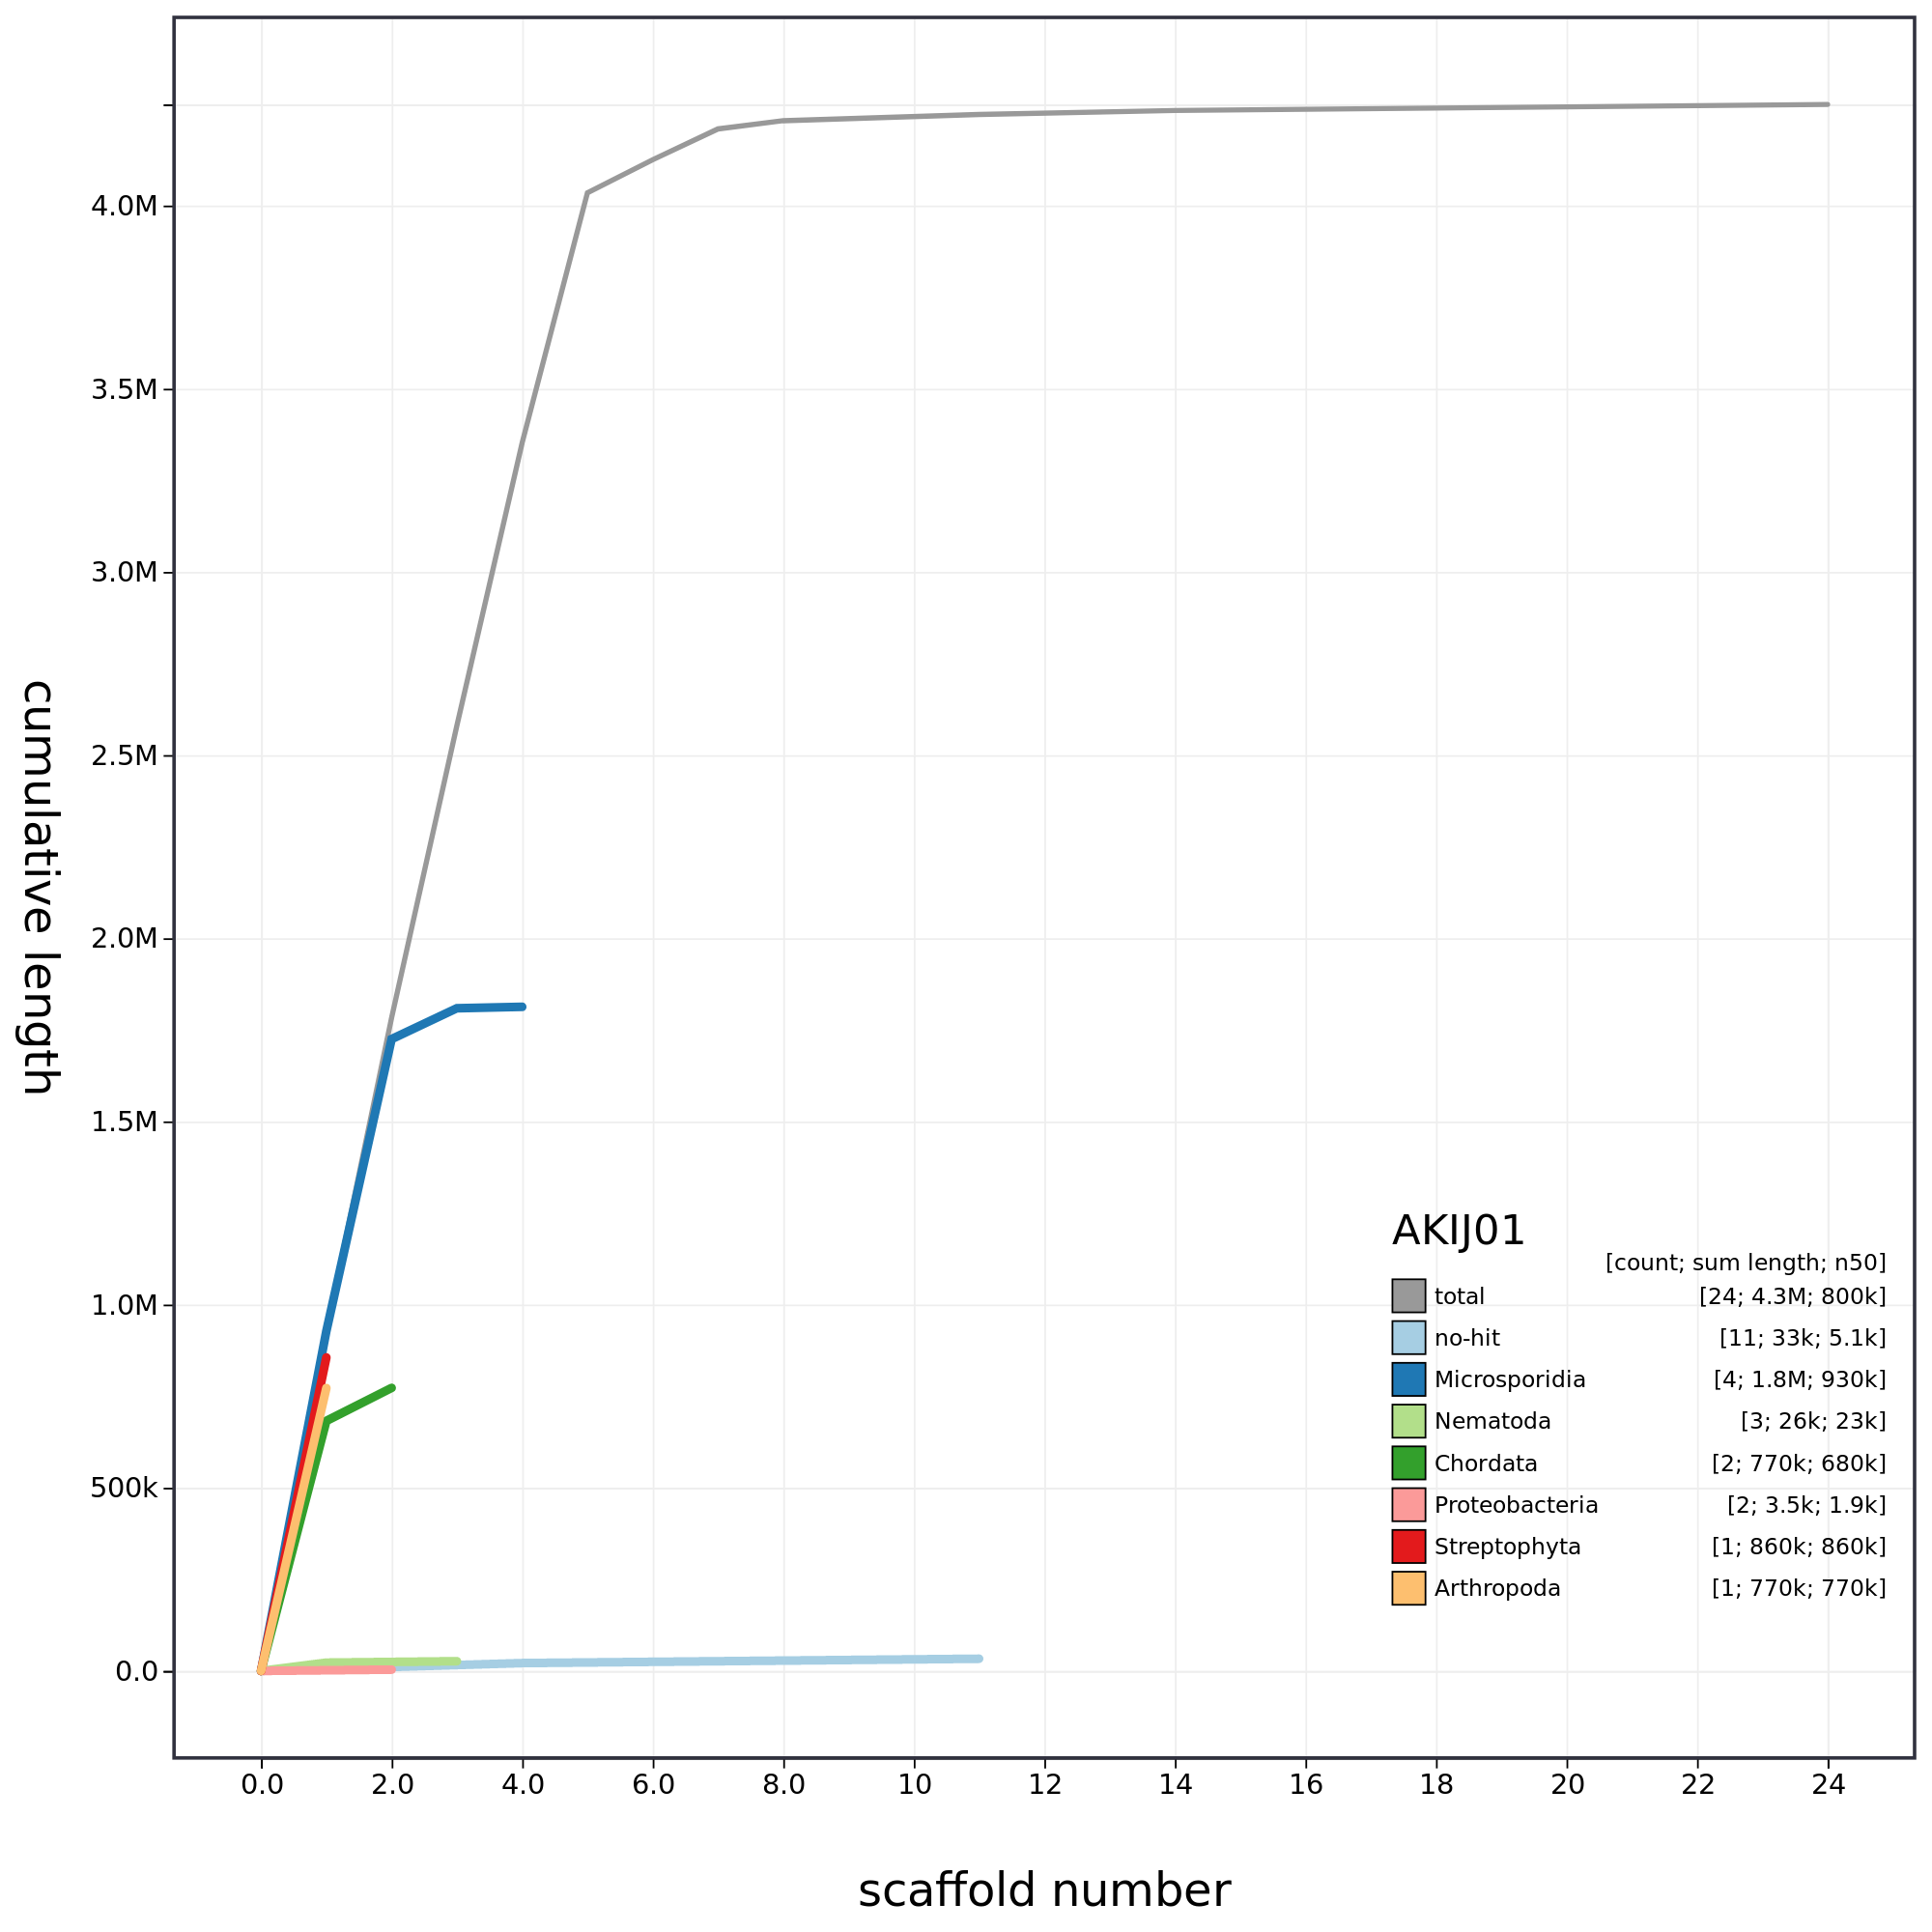 cumulative length
4.0M
3.5M
3.0M
2.5M
2.0M
1.5M
1.0M
500k
0.0
AKIJ01
[count; sum length; n50]
total [24; 4.3M; 800k]
no-hit [11; 33k; 5.1k]
Microsporidia [4; 1.8M; 930k]
Nematoda [3; 26k; 23k]
Chordata [2; 770k; 680k]
Proteobacteria [2; 3.5k; 1.9k]
Streptophyta [1; 860k; 860k]
Arthropoda [1; 770k; 770k]
0.0 2.0 4.0 6.0 8.0 10 12 14 16 18 20 22 24
scaffold number